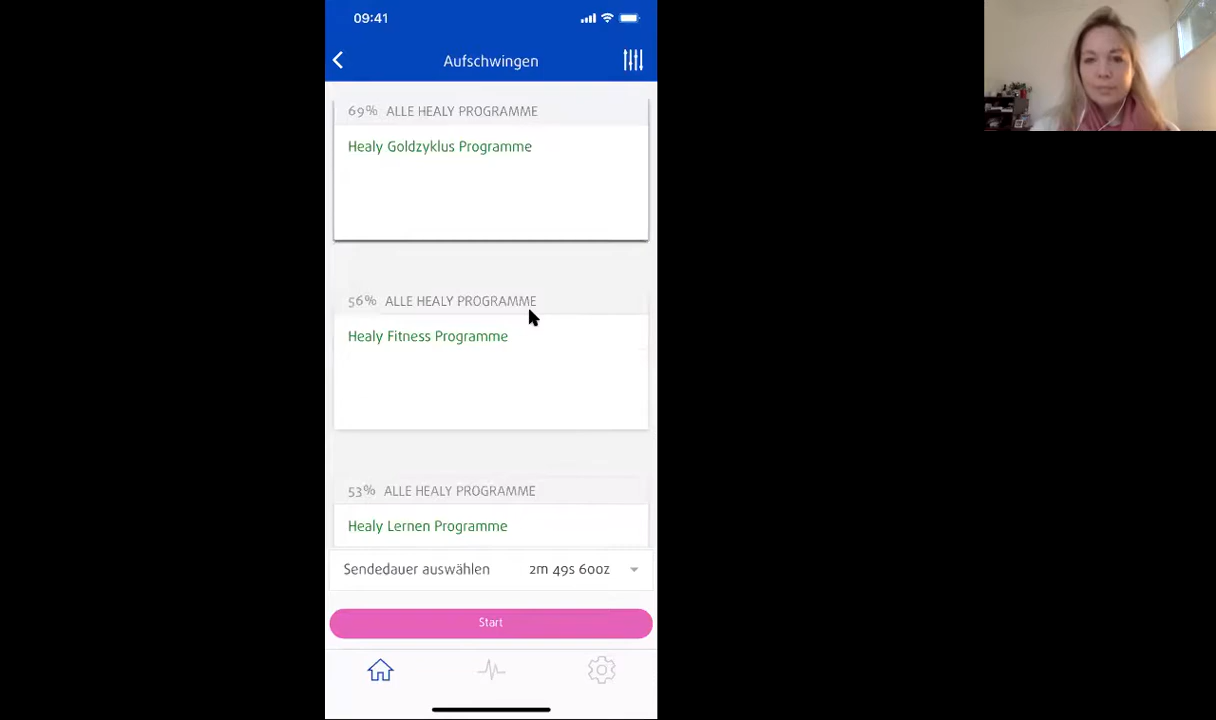 09:41
Aufschwingen
69% ALLE HEALY PROGRAMME
Healy Goldzyklus Programme
56% ALLE HEALY PROGRAMME
Healy Fitness Programme
53% ALLE HEALY PROGRAMME
Healy Lernen Programme
Sendedauer auswählen 2m 49s 600z
Start